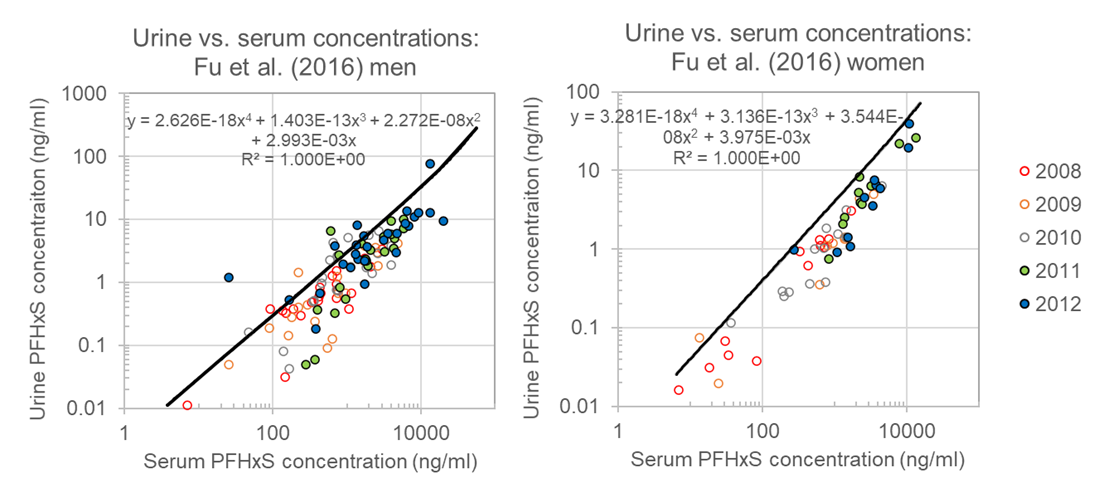 Urine vs. serum concentrations:
Fu et al. (2016) men
Urine PFHxS concentraiton (ng/ml)
1000
100
10
1
0.1
0.01
y = 2.626E-18x⁴ + 1.403E-13x³ + 2.272E-08x²
+ 2.993E-03x
R² = 1.000E+00
1
100
10000
Serum PFHxS concentration (ng/ml)
Urine vs. serum concentrations:
Fu et al. (2016) women
Urine PFHxS concentration (ng/ml)
100
10
1
0.1
0.01
y = 3.281E-18x⁴ + 3.136E-13x³ + 3.544E-
08x² + 3.975E-03x
R² = 1.000E+00
1
100
10000
Serum PFHxS concentration (ng/ml)
2008
2009
2010
2011
2012